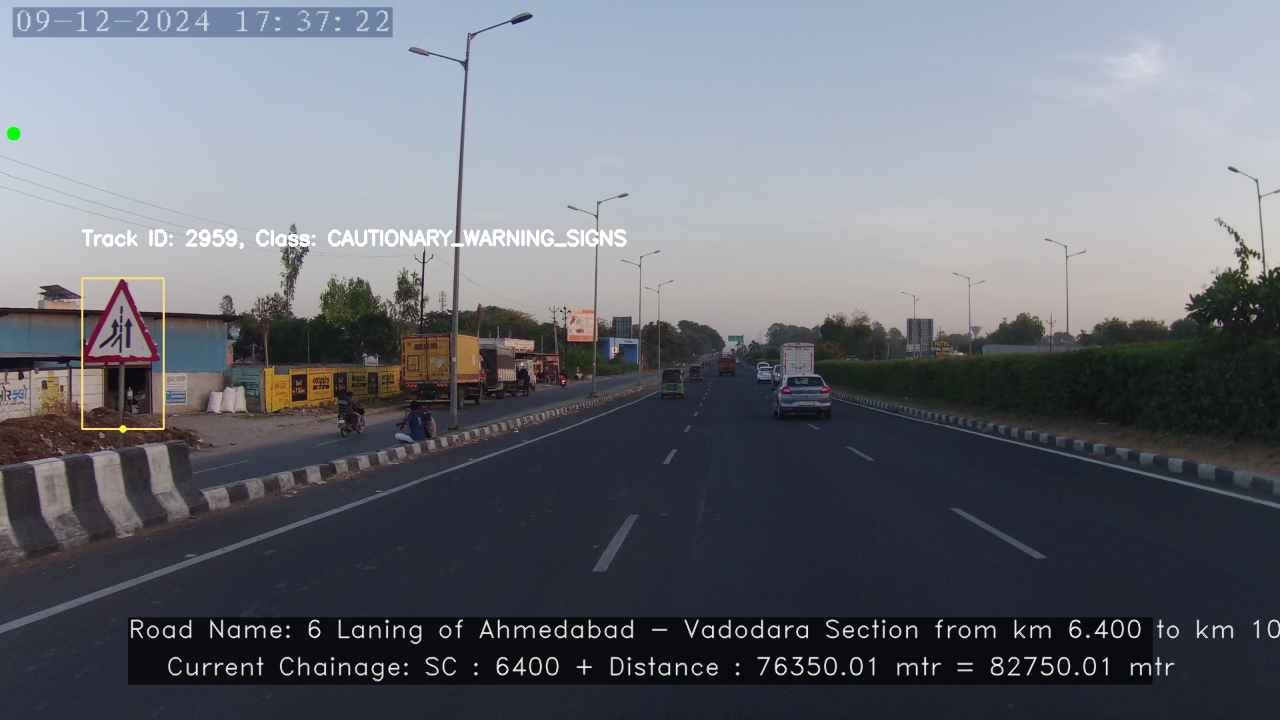 09-12-2024 17:37:22
Track ID: 2959, Class: CAUTIONARY_WARNING_SIGNS
Road Name: 6 Laning of Ahmedabad - Vadodara Section from km 6.400 to km 10
Current Chainage: SC : 6400 + Distance : 76350.01 mtr = 82750.01 mtr